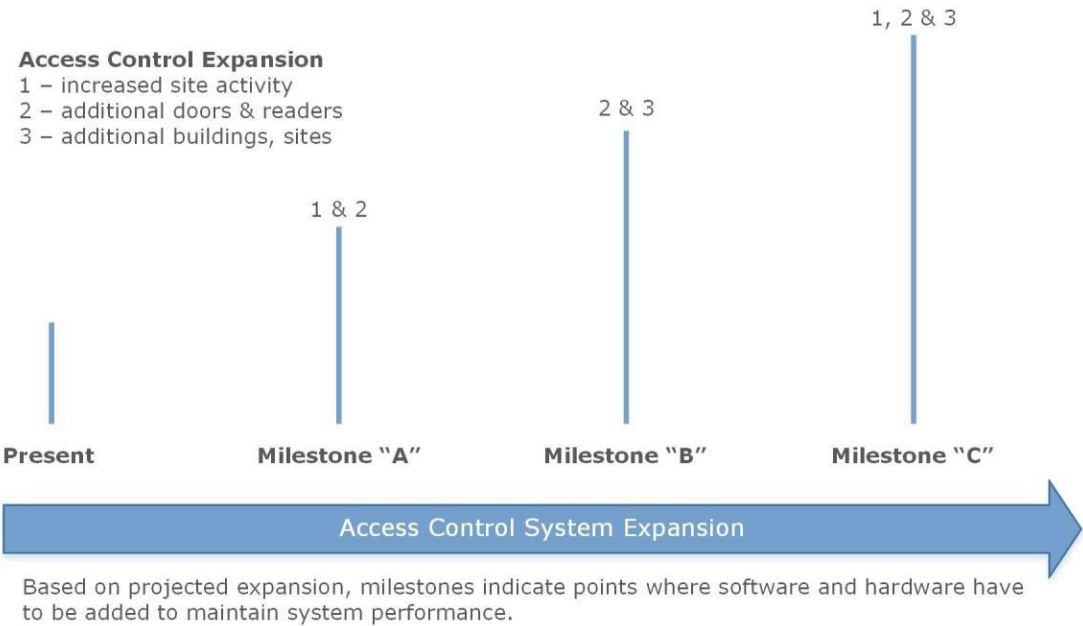 Access Control Expansion
1 – increased site activity
2 – additional doors & readers
3 – additional buildings, sites
1 & 2
2 & 3
1, 2 & 3
Present
Milestone “A”
Milestone “B”
Milestone “C”
Access Control System Expansion
Based on projected expansion, milestones indicate points where software and hardware have
to be added to maintain system performance.